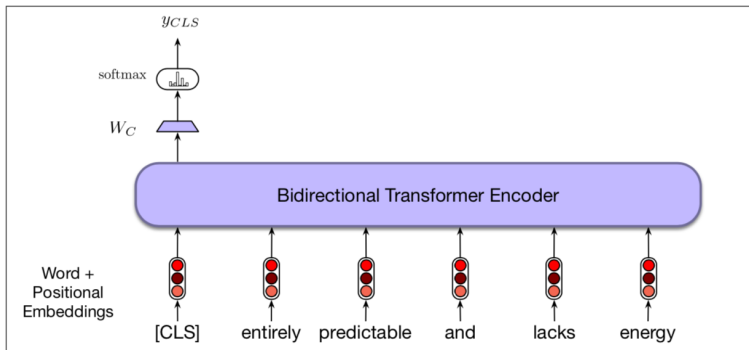 y_CLS
softmax
W_C
Bidirectional Transformer Encoder
Word +
Positional
Embeddings
[CLS] entirely predictable and lacks energy